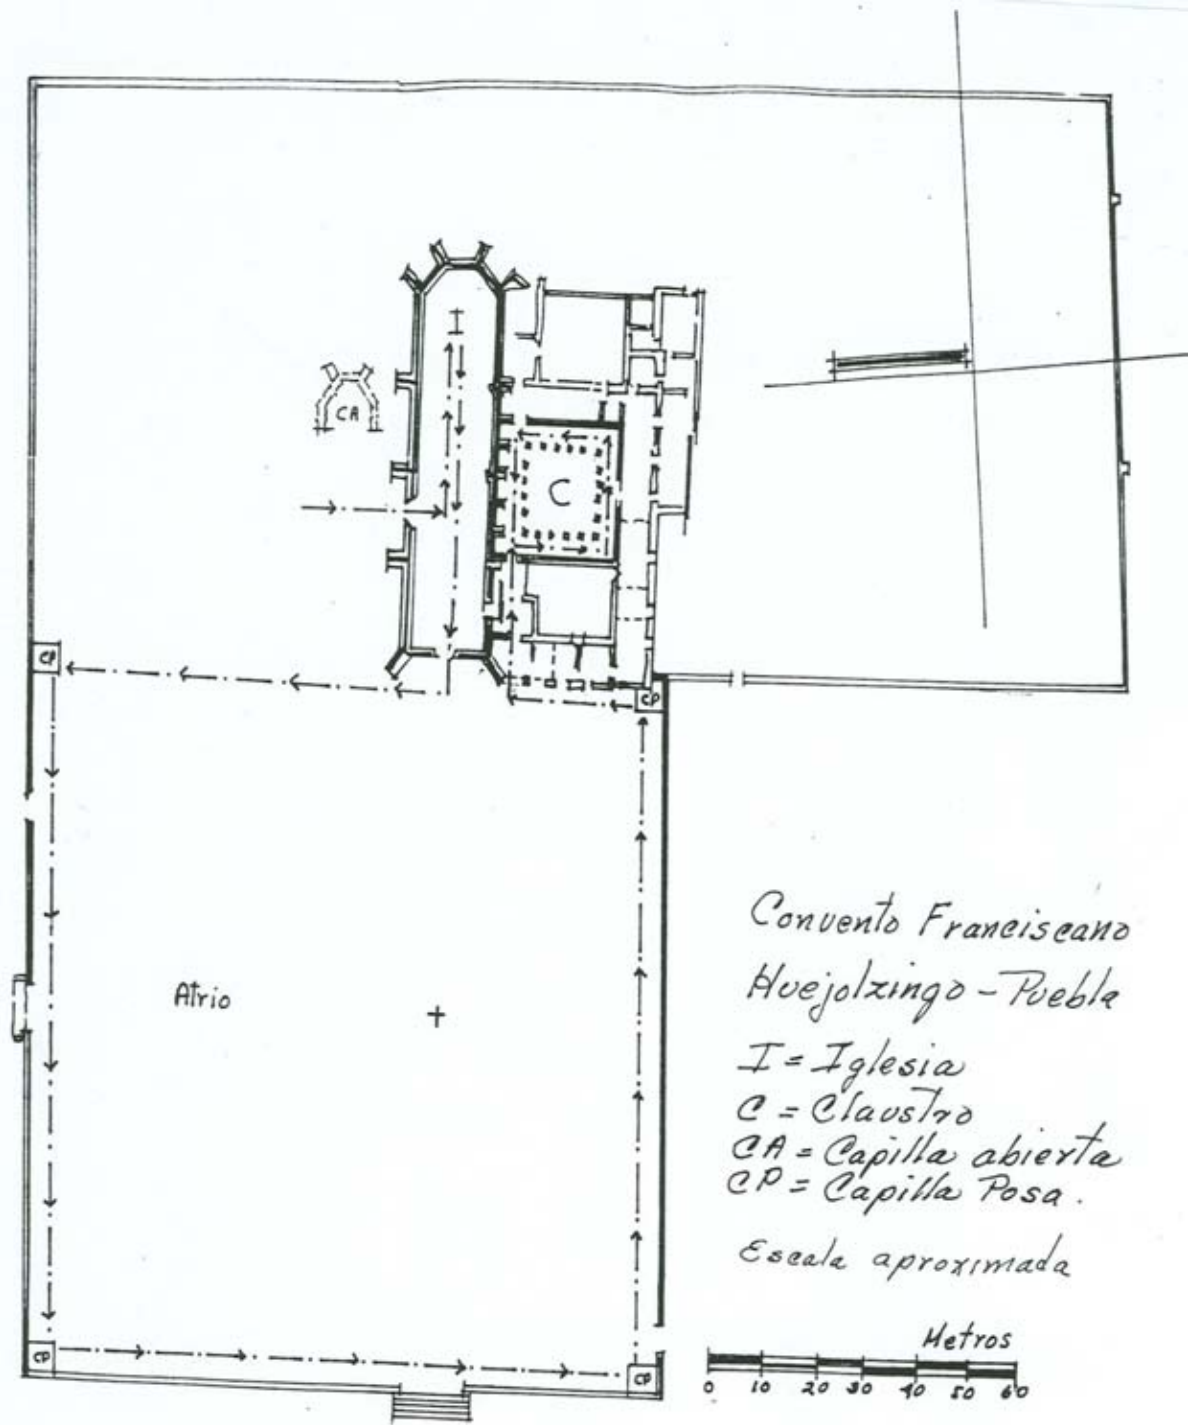 I
CA
C
CP
CP
Atrio
Convento Franciscano
Huejolzingo - Puebla
I = Iglesia
C = Claustro
CA = Capilla abierta
CP = Capilla Posa.
Escala aproximada
Metros
0 10 20 30 40 50 60
CP
CP